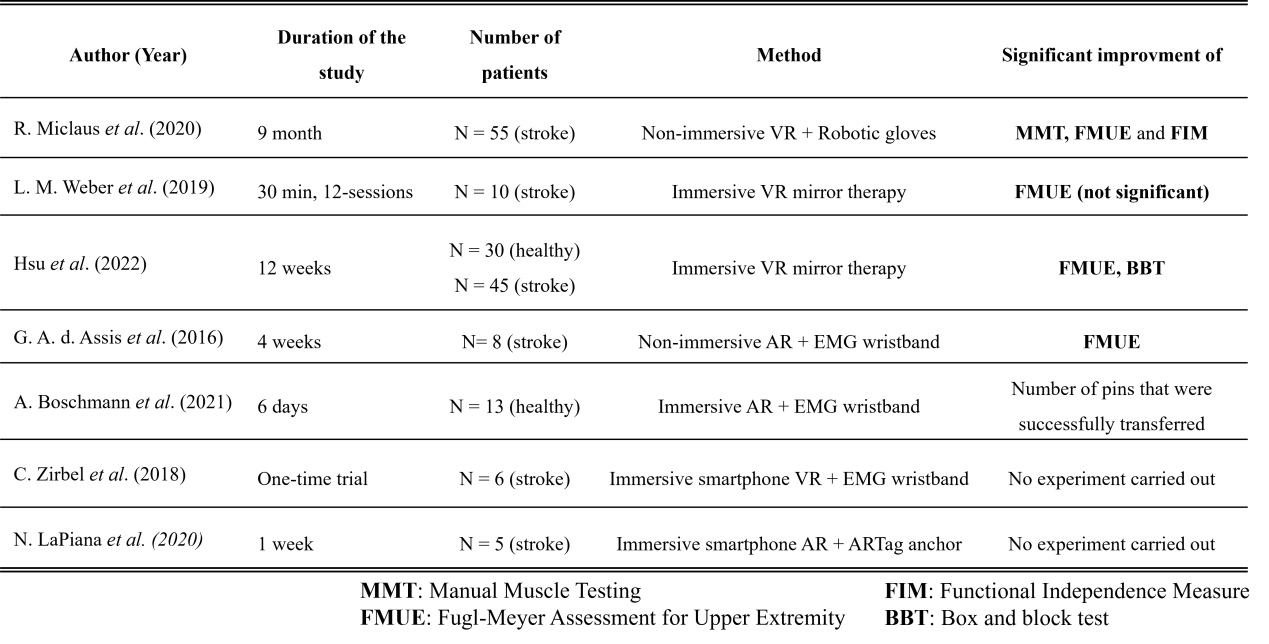 Author (Year) Duration of the study Number of patients Method Significant improvment of
R. Miclaus et al. (2020) 9 month N = 55 (stroke) Non-immersive VR + Robotic gloves MMT, FMUE and FIM
L. M. Weber et al. (2019) 30 min, 12-sessions N = 10 (stroke) Immersive VR mirror therapy FMUE (not significant)
Hsu et al. (2022) 12 weeks N = 30 (healthy) N = 45 (stroke) Immersive VR mirror therapy FMUE, BBT
G. A. d. Assis et al. (2016) 4 weeks N= 8 (stroke) Non-immersive AR + EMG wristband FMUE
A. Boschmann et al. (2021) 6 days N = 13 (healthy) Immersive AR + EMG wristband Number of pins that were successfully transferred
C. Zirbel et al. (2018) One-time trial N = 6 (stroke) Immersive smartphone VR + EMG wristband No experiment carried out
N. LaPiana et al. (2020) 1 week N = 5 (stroke) Immersive smartphone AR + ARTag anchor No experiment carried out
MMT: Manual Muscle Testing FIM: Functional Independence Measure
FMUE: Fugl-Meyer Assessment for Upper Extremity BBT: Box and block test